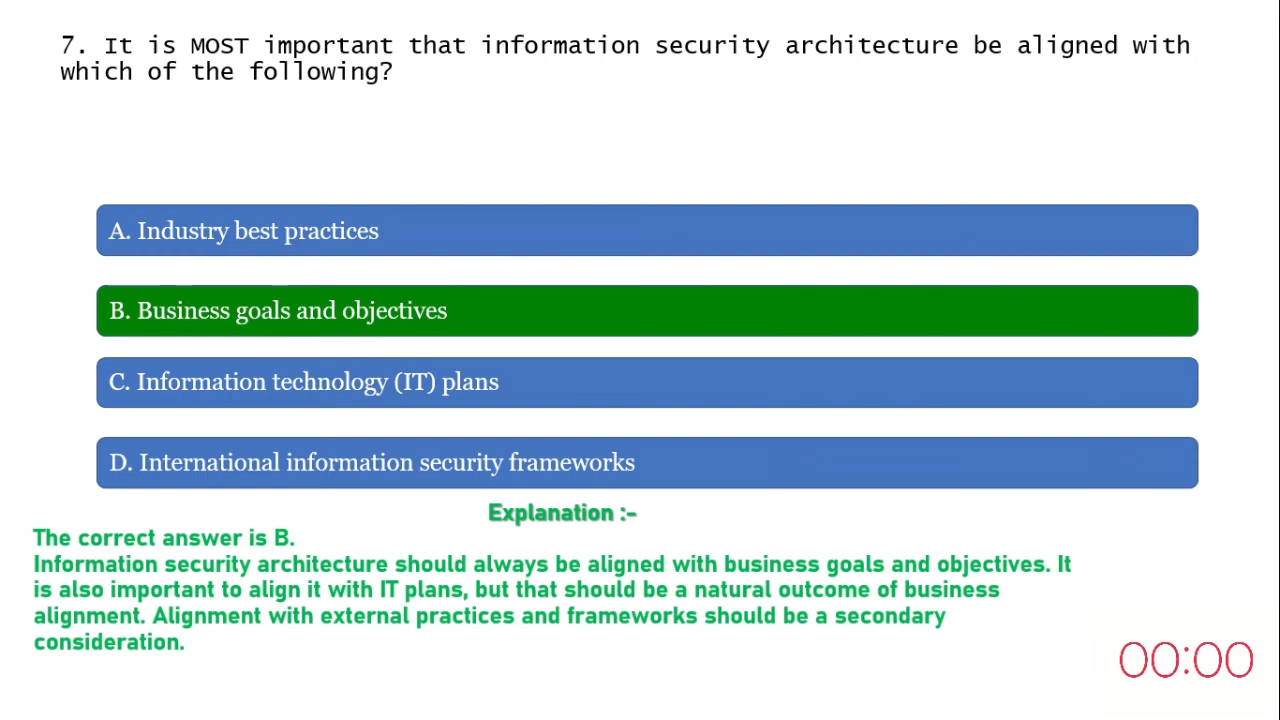 7. It is MOST important that information security architecture be aligned with
which of the following?
A. Industry best practices
B. Business goals and objectives
C. Information technology (IT) plans
D. International information security frameworks
Explanation :-
The correct answer is B.
Information security architecture should always be aligned with business goals and objectives. It
is also important to align it with IT plans, but that should be a natural outcome of business
alignment. Alignment with external practices and frameworks should be a secondary
consideration.
00:00